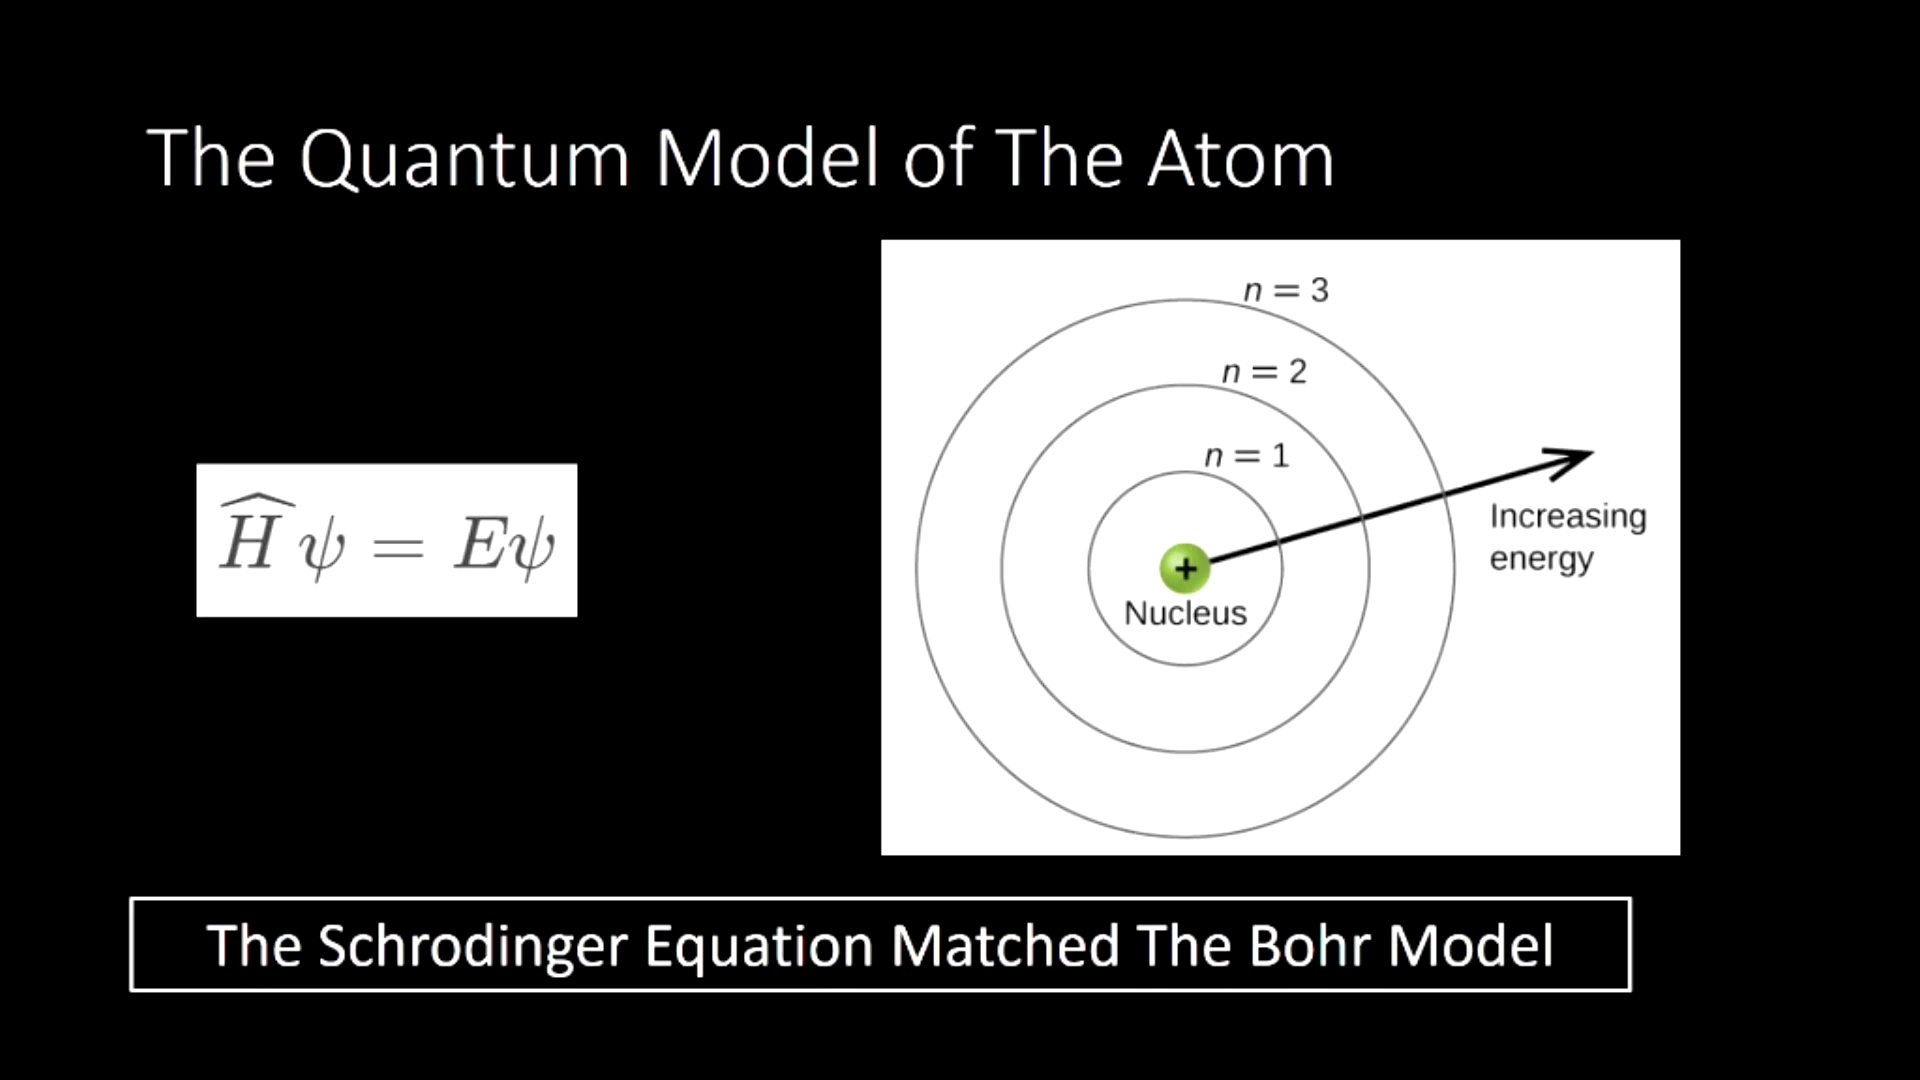 The Quantum Model of The Atom
n = 3
n = 2
n = 1
+
Nucleus
Increasing
energy
Ĥψ = Eψ
The Schrodinger Equation Matched The Bohr Model